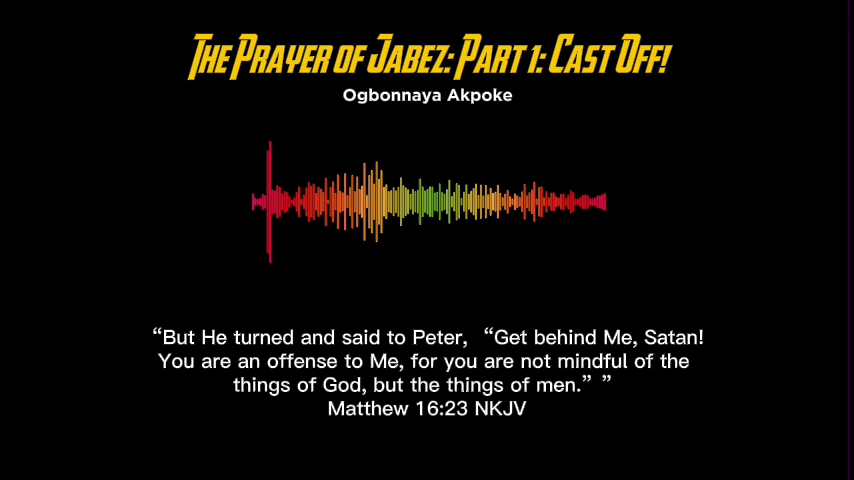 The Prayer of Jabez: Part 1: Cast Off!
Ogbonnaya Akpoke
“But He turned and said to Peter, “Get behind Me, Satan!
You are an offense to Me, for you are not mindful of the
things of God, but the things of men.” ”
Matthew 16:23 NKJV